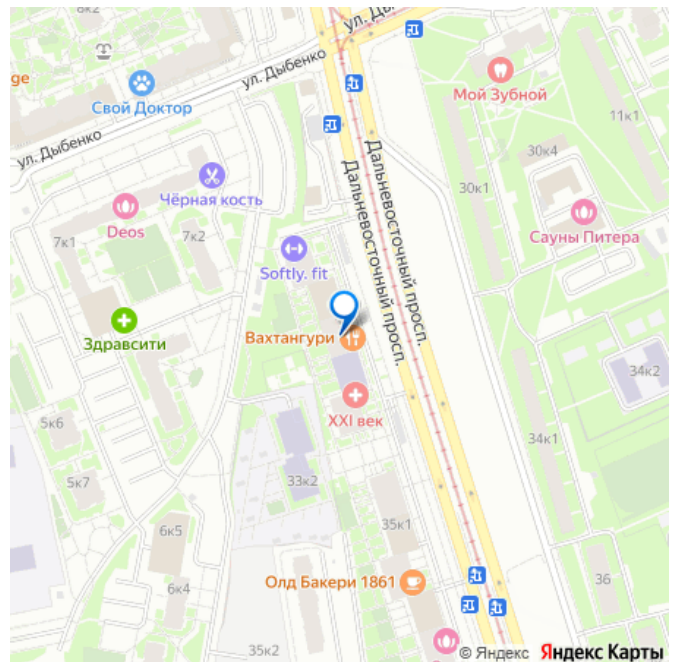 8к2
ул. Дыбенко
ge
Свой Доктор
ул. Дыбенко
Мой Зубной
11к1
ул. Дыбенко
30к4
Дальневосточный просп.
Дальневосточный просп.
30к1
Чёрная кость
Deos
7к1
7к2
Сауны Питера
Softly. fit
Вахтангури
Здравсити
34к2
XXI век
5к6
34к1
5к7
33к2
35к1
6к5
Олд Бакери 1861
6к4
36
35к2
© Яндекс Яндекс Карты